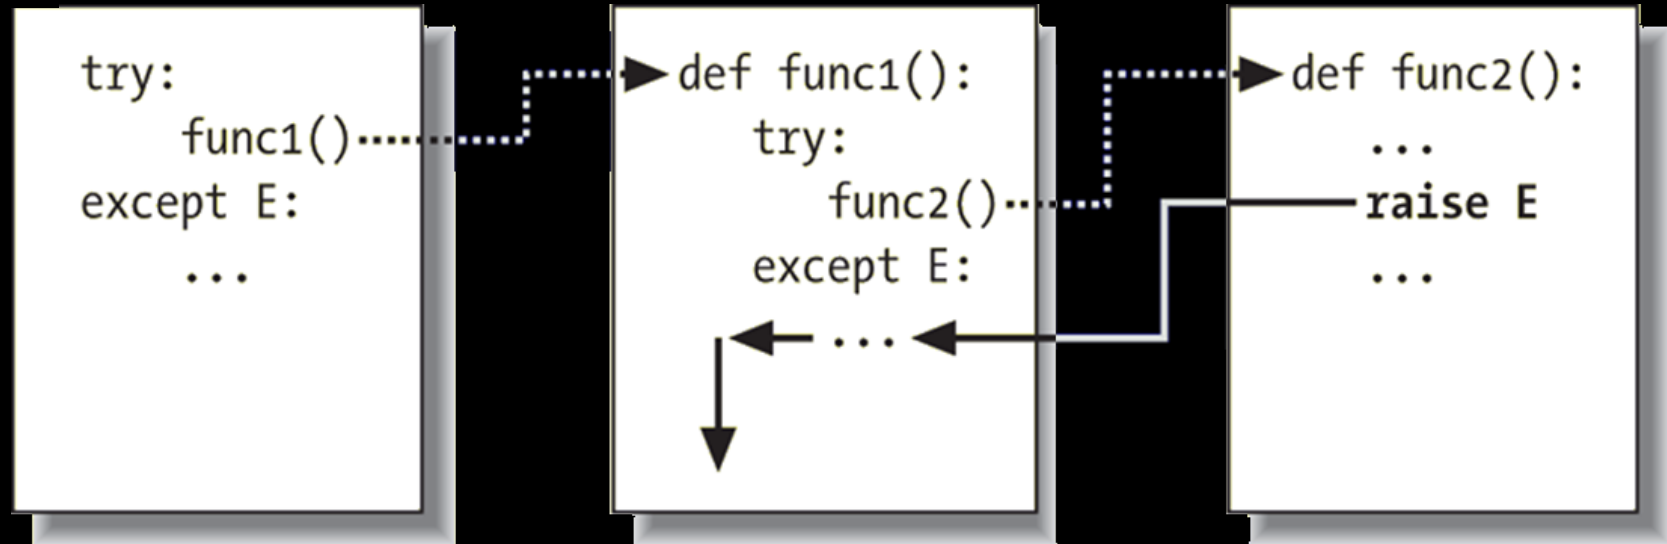 try:
func1()
except E:
...
def func1():
try:
func2()
except E:
...
def func2():
...
raise E
...